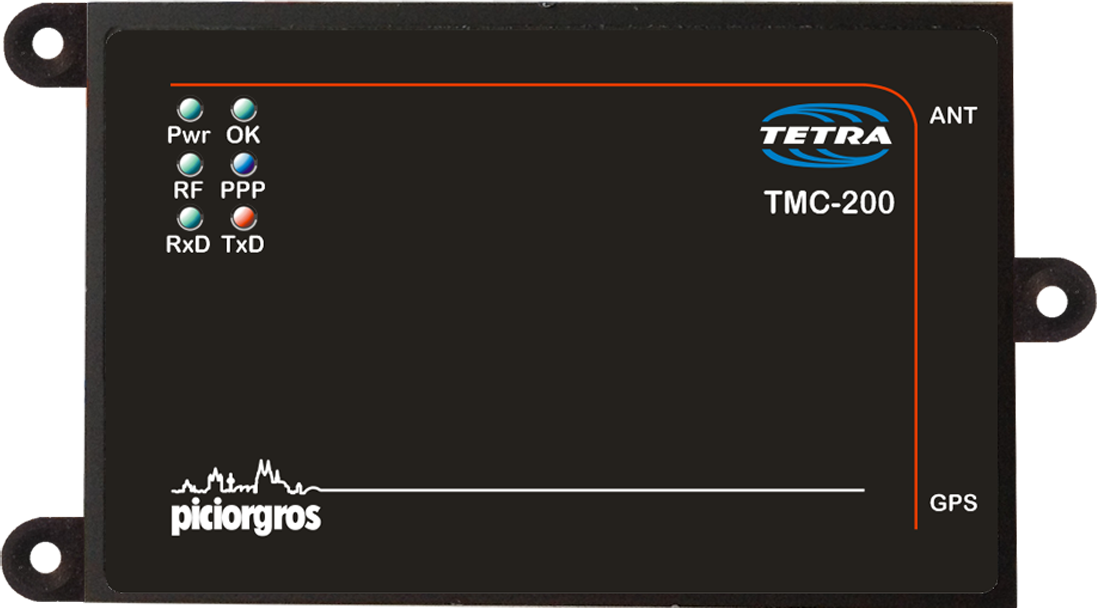 ANT
Pwr OK
TETRA
RF PPP
TMC-200
RxD TxD
piciorgros
GPS